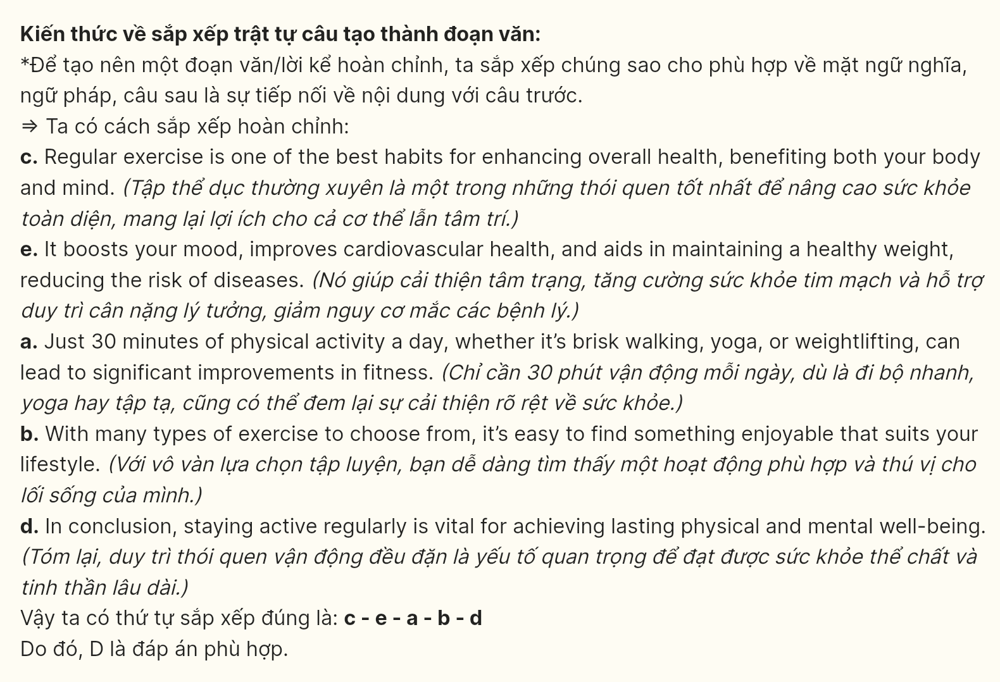 Kiến thức về sắp xếp trật tự câu tạo thành đoạn văn:
*Để tạo nên một đoạn văn/lời kể hoàn chỉnh, ta sắp xếp chúng sao cho phù hợp về mặt ngữ nghĩa,
ngữ pháp, câu sau là sự tiếp nối về nội dung với câu trước.
⇒ Ta có cách sắp xếp hoàn chỉnh:
c. Regular exercise is one of the best habits for enhancing overall health, benefiting both your body
and mind. (Tập thể dục thường xuyên là một trong những thói quen tốt nhất để nâng cao sức khỏe
toàn diện, mang lại lợi ích cho cả cơ thể lẫn tâm trí.)
e. It boosts your mood, improves cardiovascular health, and aids in maintaining a healthy weight,
reducing the risk of diseases. (Nó giúp cải thiện tâm trạng, tăng cường sức khỏe tim mạch và hỗ trợ
duy trì cân nặng lý tưởng, giảm nguy cơ mắc các bệnh lý.)
a. Just 30 minutes of physical activity a day, whether it’s brisk walking, yoga, or weightlifting, can
lead to significant improvements in fitness. (Chỉ cần 30 phút vận động mỗi ngày, dù là đi bộ nhanh,
yoga hay tập tạ, cũng có thể đem lại sự cải thiện rõ rệt về sức khỏe.)
b. With many types of exercise to choose from, it’s easy to find something enjoyable that suits your
lifestyle. (Với vô vàn lựa chọn tập luyện, bạn dễ dàng tìm thấy một hoạt động phù hợp và thú vị cho
lối sống của mình.)
d. In conclusion, staying active regularly is vital for achieving lasting physical and mental well-being.
(Tóm lại, duy trì thói quen vận động đều đặn là yếu tố quan trọng để đạt được sức khỏe thể chất và
tinh thần lâu dài.)
Vậy ta có thứ tự sắp xếp đúng là: c - e - a - b - d
Do đó, D là đáp án phù hợp.